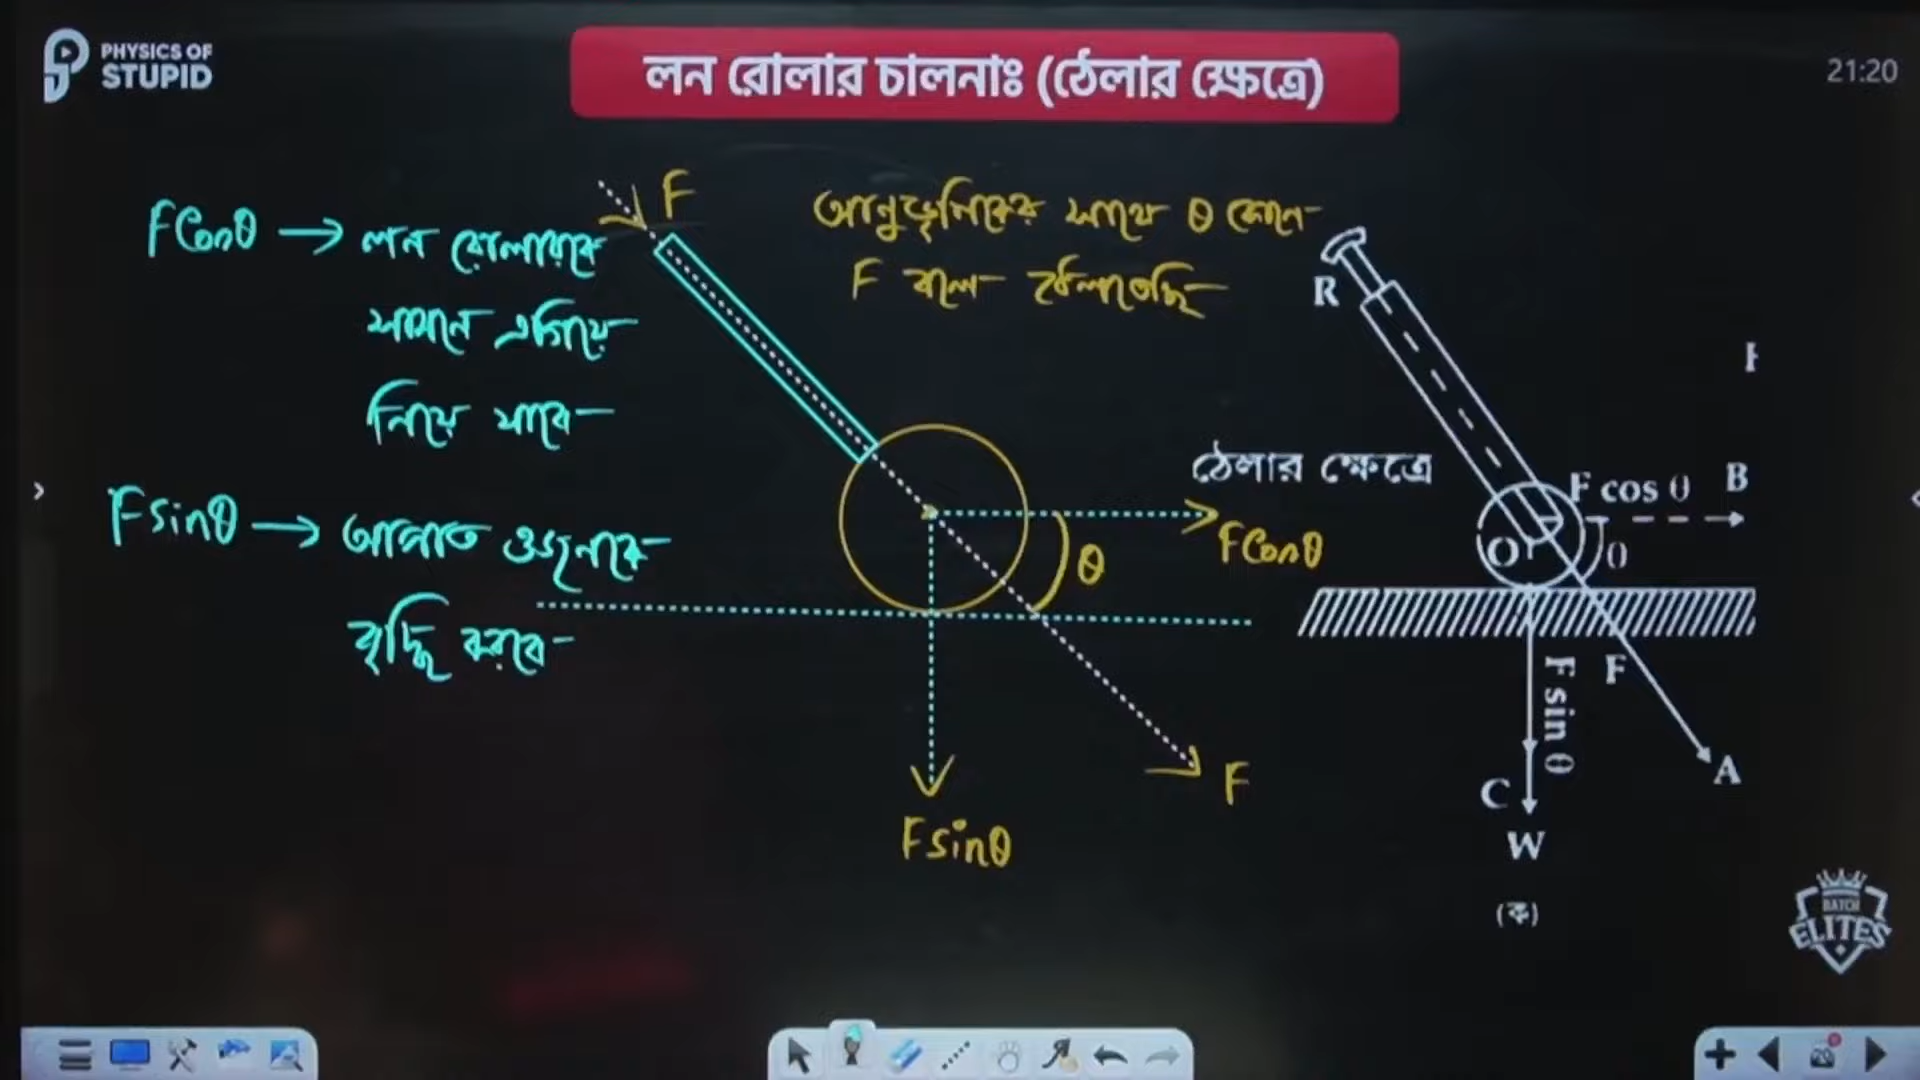 PHYSICS OF
STUPID
লন রোলার চালনাঃ (ঠেলার ক্ষেত্রে)
21:20
Fcosθ → লন রোলারকে
সামনে এগিয়ে
নিয়ে যাবে
Fsinθ → আপাত ওজনকে
বৃদ্ধি করবে
F
আনুভূমিকের সাথে θ কোণে
F বলে ঠেলতেছি
Fcosθ
θ
F
Fsinθ
R
ঠেলার ক্ষেত্রে
F cos θ B
O θ
F sin θ
F
A
C
W
(ক)
BATCH
ELITES